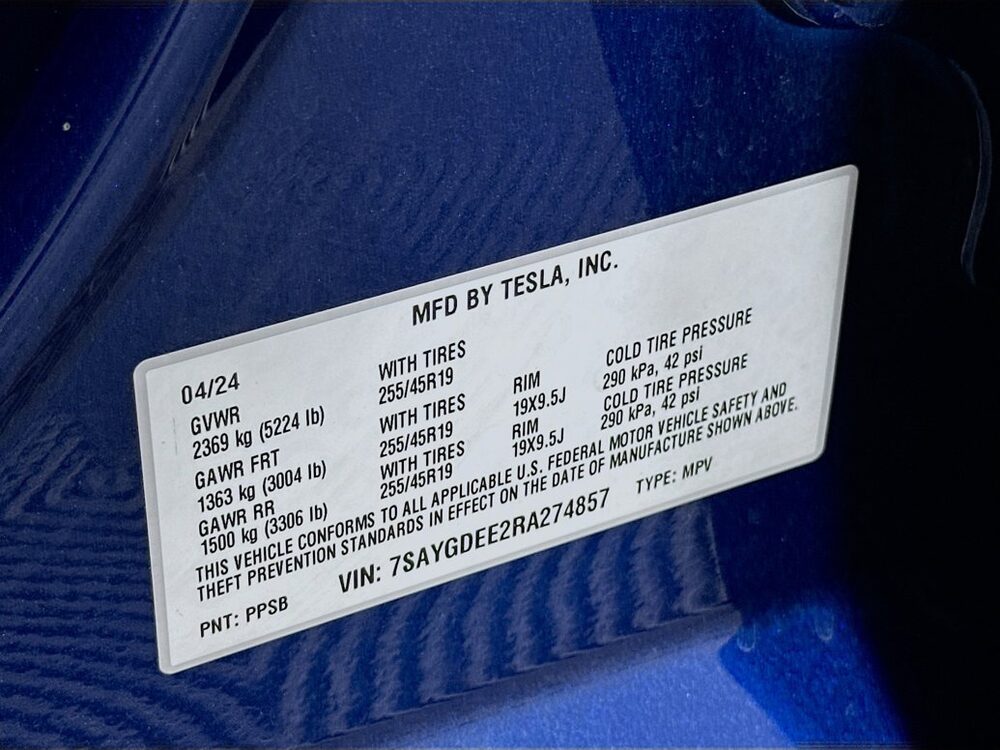 MFD BY TESLA, INC.
04/24
GVWR
2369 kg (5224 lb)
WITH TIRES
255/45R19
RIM
19X9.5J
COLD TIRE PRESSURE
290 kPa, 42 psi
GAWR FRT
1363 kg (3004 lb)
WITH TIRES
255/45R19
RIM
19X9.5J
COLD TIRE PRESSURE
290 kPa, 42 psi
GAWR RR
1500 kg (3306 lb)
WITH TIRES
255/45R19
THIS VEHICLE CONFORMS TO ALL APPLICABLE U.S. FEDERAL MOTOR VEHICLE SAFETY AND
THEFT PREVENTION STANDARDS IN EFFECT ON THE DATE OF MANUFACTURE SHOWN ABOVE.
PNT: PPSB
VIN: 7SAYGDEE2RA274857
TYPE: MPV